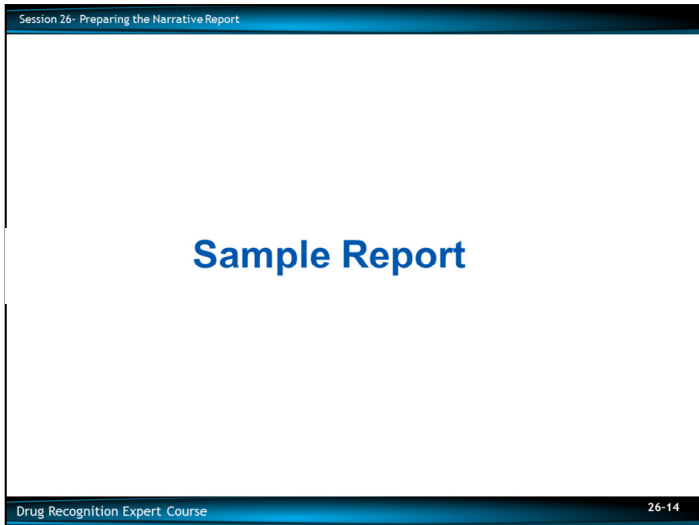 Session 26- Preparing the Narrative Report
Sample Report
Drug Recognition Expert Course
26-14